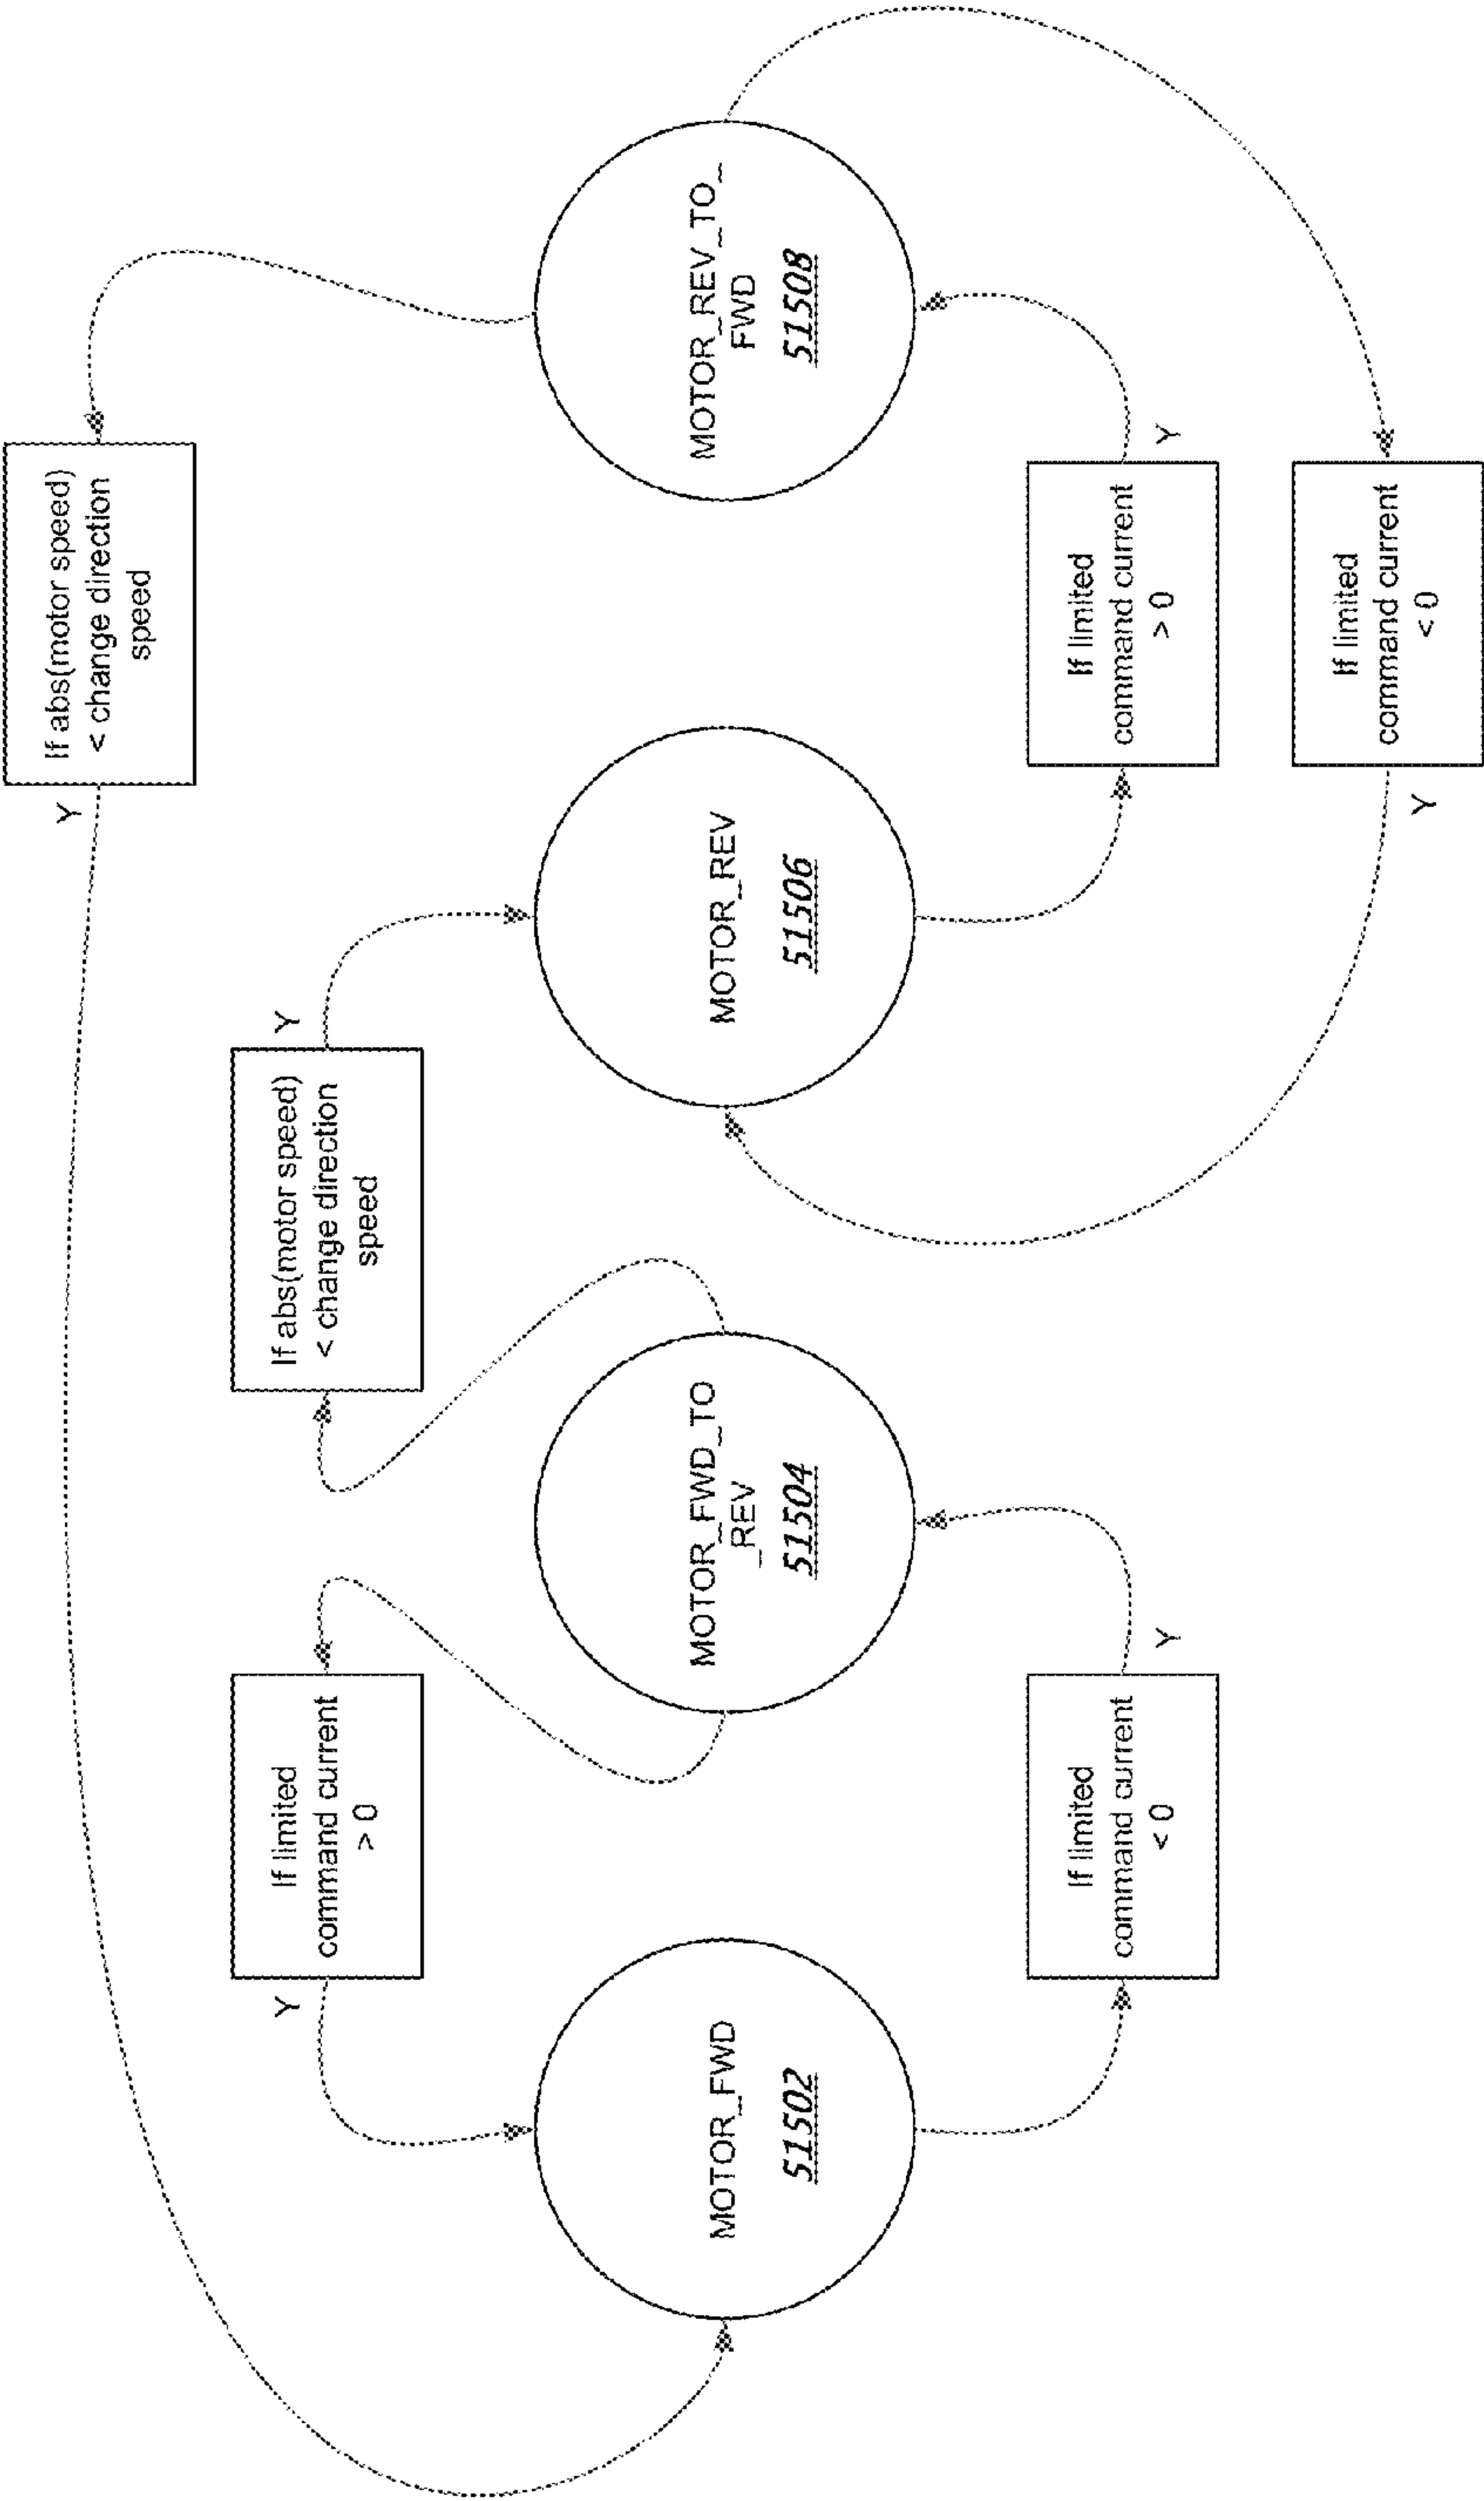 If abs(motor speed)
< change direction
speed
Y
If limited
command current
> 0
Y
If abs(motor speed)
< change direction
speed
Y
MOTOR_FWD
51502
MOTOR_FWD_TO
_REV
51504
MOTOR_REV
51506
MOTOR_REV_TO_
FWD
51508
If limited
command current
< 0
Y
If limited
command current
> 0
Y
If limited
command current
< 0
Y